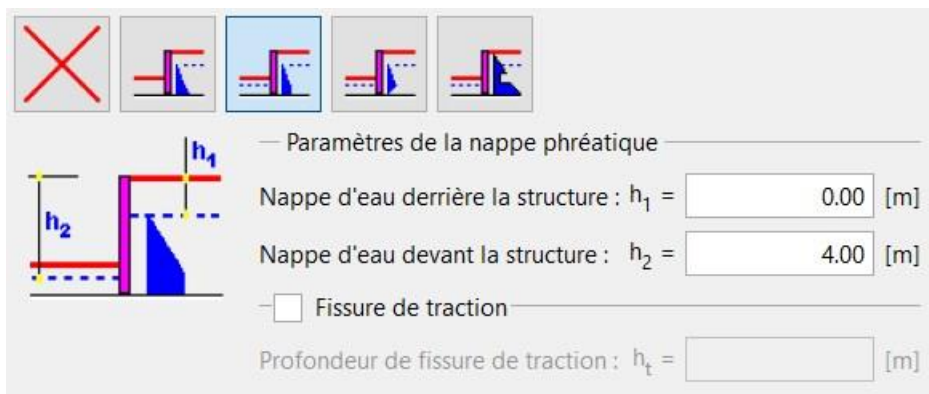 Paramètres de la nappe phréatique
h1
Nappe d'eau derrière la structure : h1 = 0.00 [m]
h2
Nappe d'eau devant la structure : h2 = 4.00 [m]
Fissure de traction
Profondeur de fissure de traction : ht = [m]